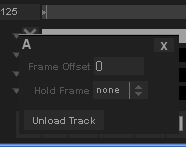 125
A
X
Frame Offset 0
Hold Frame none
Unload Track